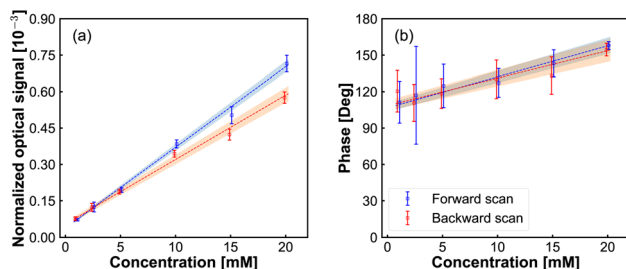 (a)
Normalized optical signal [10⁻³]
0.90
0.75
0.60
0.45
0.30
0.15
0.00
0 5 10 15 20
Concentration [mM]
(b)
Phase [Deg]
180
150
120
90
60
30
0
0 5 10 15 20
Concentration [mM]
Forward scan
Backward scan